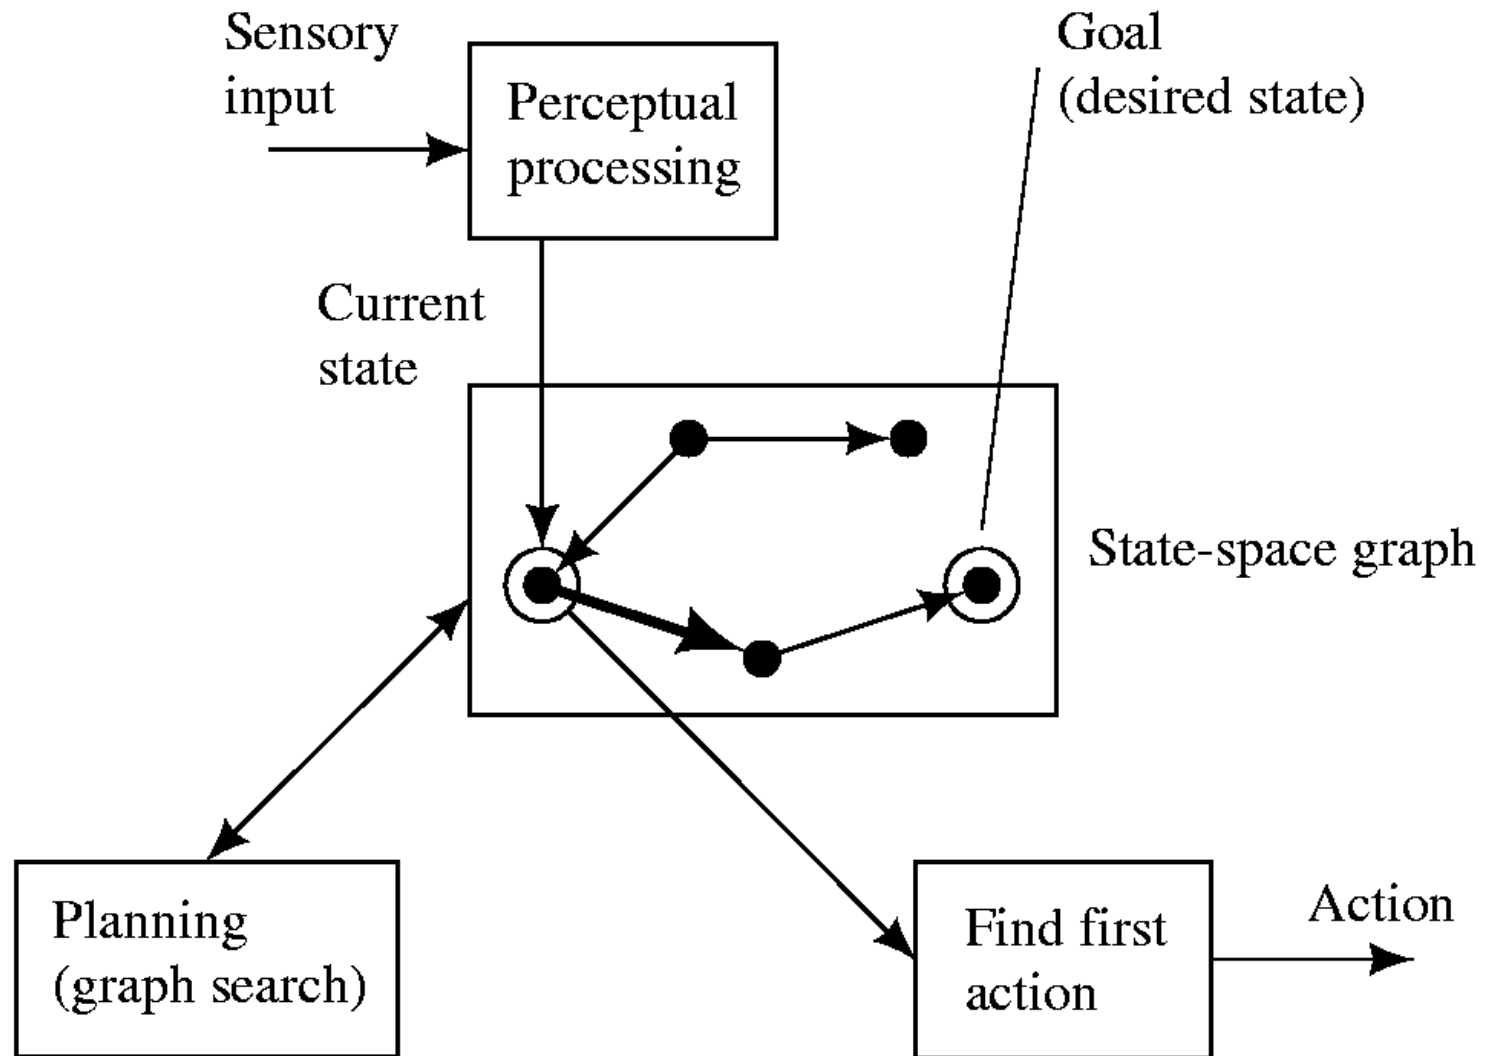 Sensory
input
Perceptual
processing
Goal
(desired state)
Current
state
State-space graph
Planning
(graph search)
Find first
action
Action